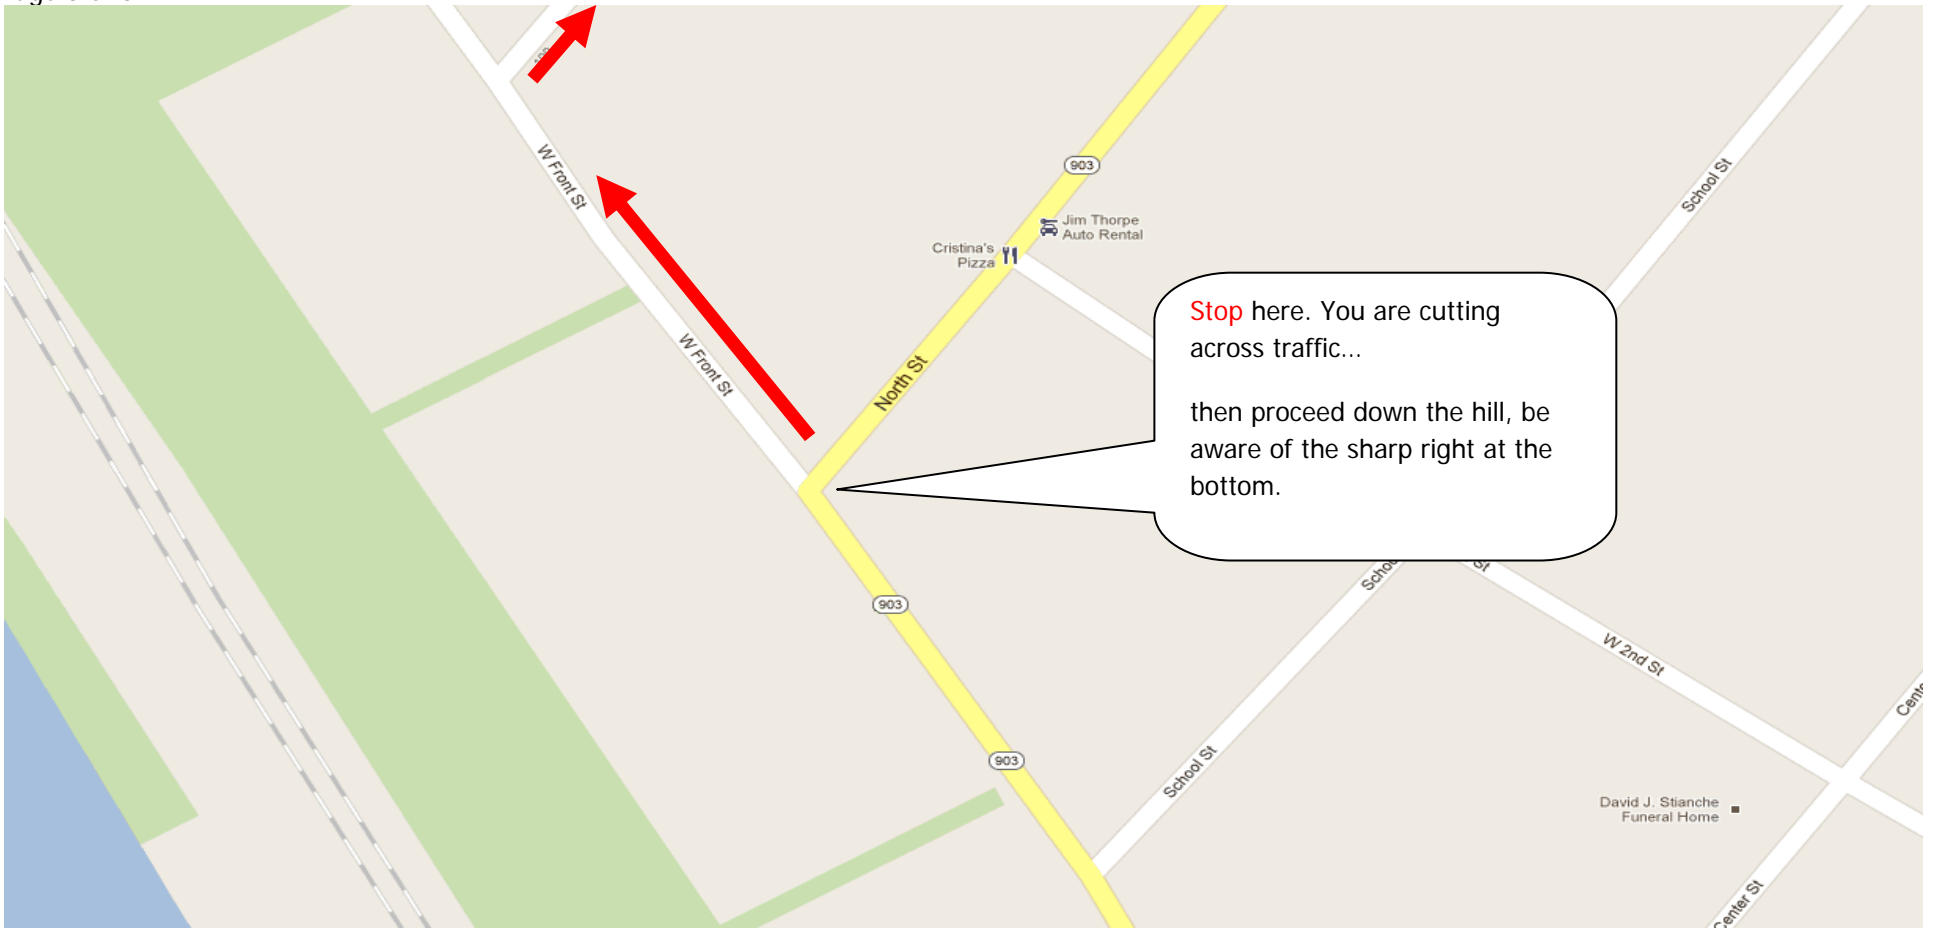 W Front St
903
School St
Jim Thorpe
Auto Rental
Cristina's
Pizza
Stop here. You are cutting
across traffic...
then proceed down the hill, be
aware of the sharp right at the
bottom.
W Front St
North St
903
St
W 2nd St
903
School St
David J. Stianche
Funeral Home
Center St